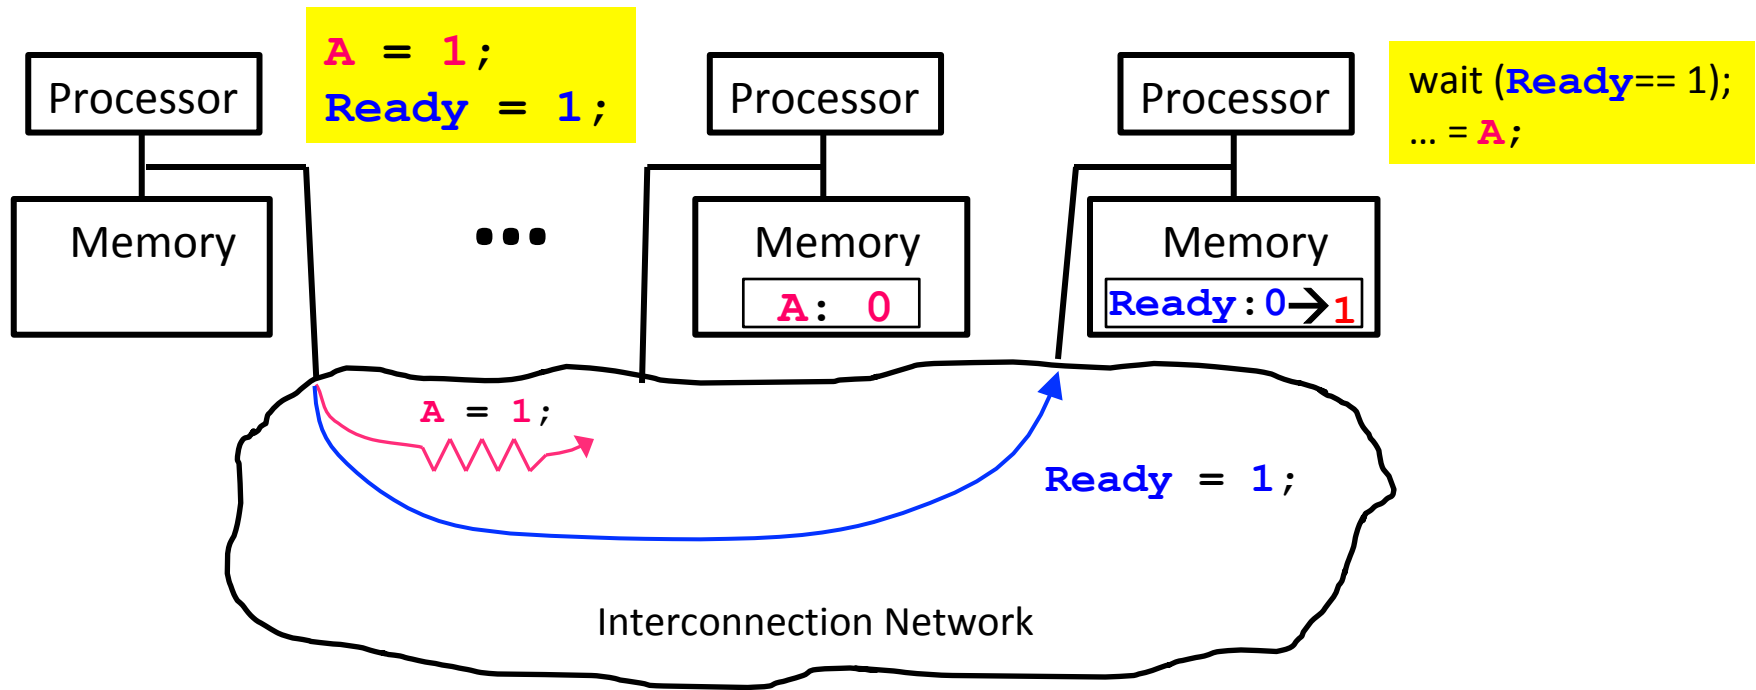 Processor
A = 1;
Ready = 1;
Processor
Processor
wait (Ready== 1);
… = A;
Memory
...
Memory
A: 0
Memory
Ready:0→1
A = 1;
Ready = 1;
Interconnection Network